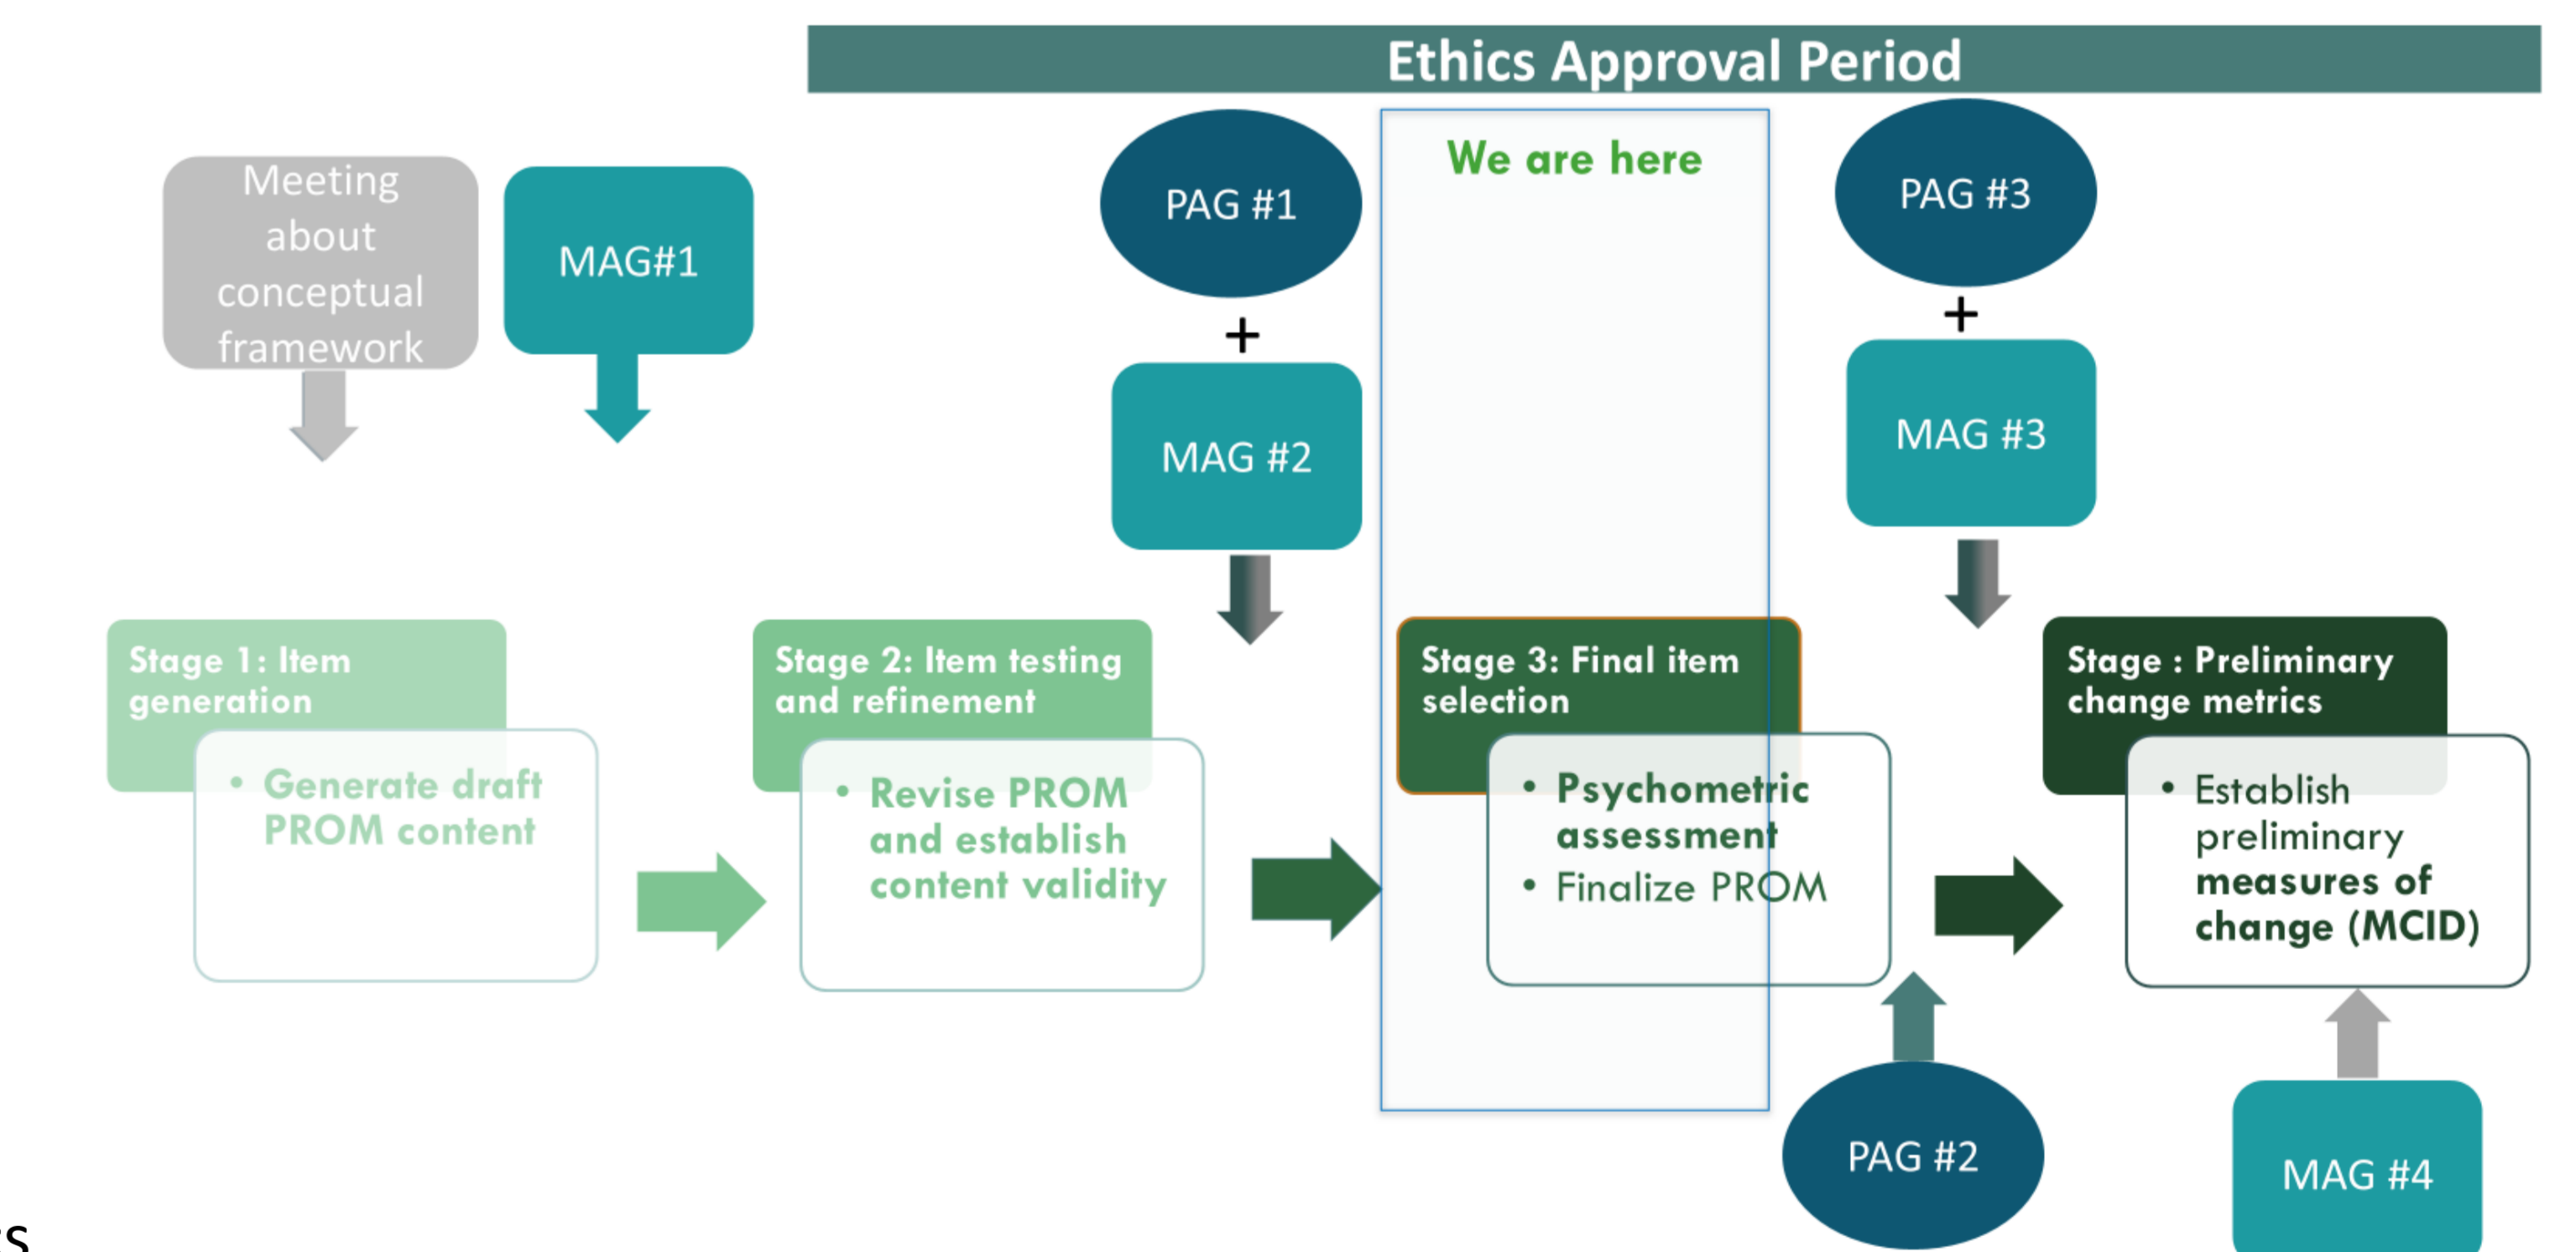 Ethics Approval Period
Meeting
about
conceptual
framework
MAG#1
PAG #1
+
MAG #2
We are here
PAG #3
+
MAG #3
Stage 1: Item
generation
• Generate draft
PROM content
Stage 2: Item testing
and refinement
• Revise PROM
and establish
content validity
Stage 3: Final item
selection
• Psychometric
assessment
• Finalize PROM
Stage : Preliminary
change metrics
• Establish
preliminary
measures of
change (MCID)
PAG #2
MAG #4